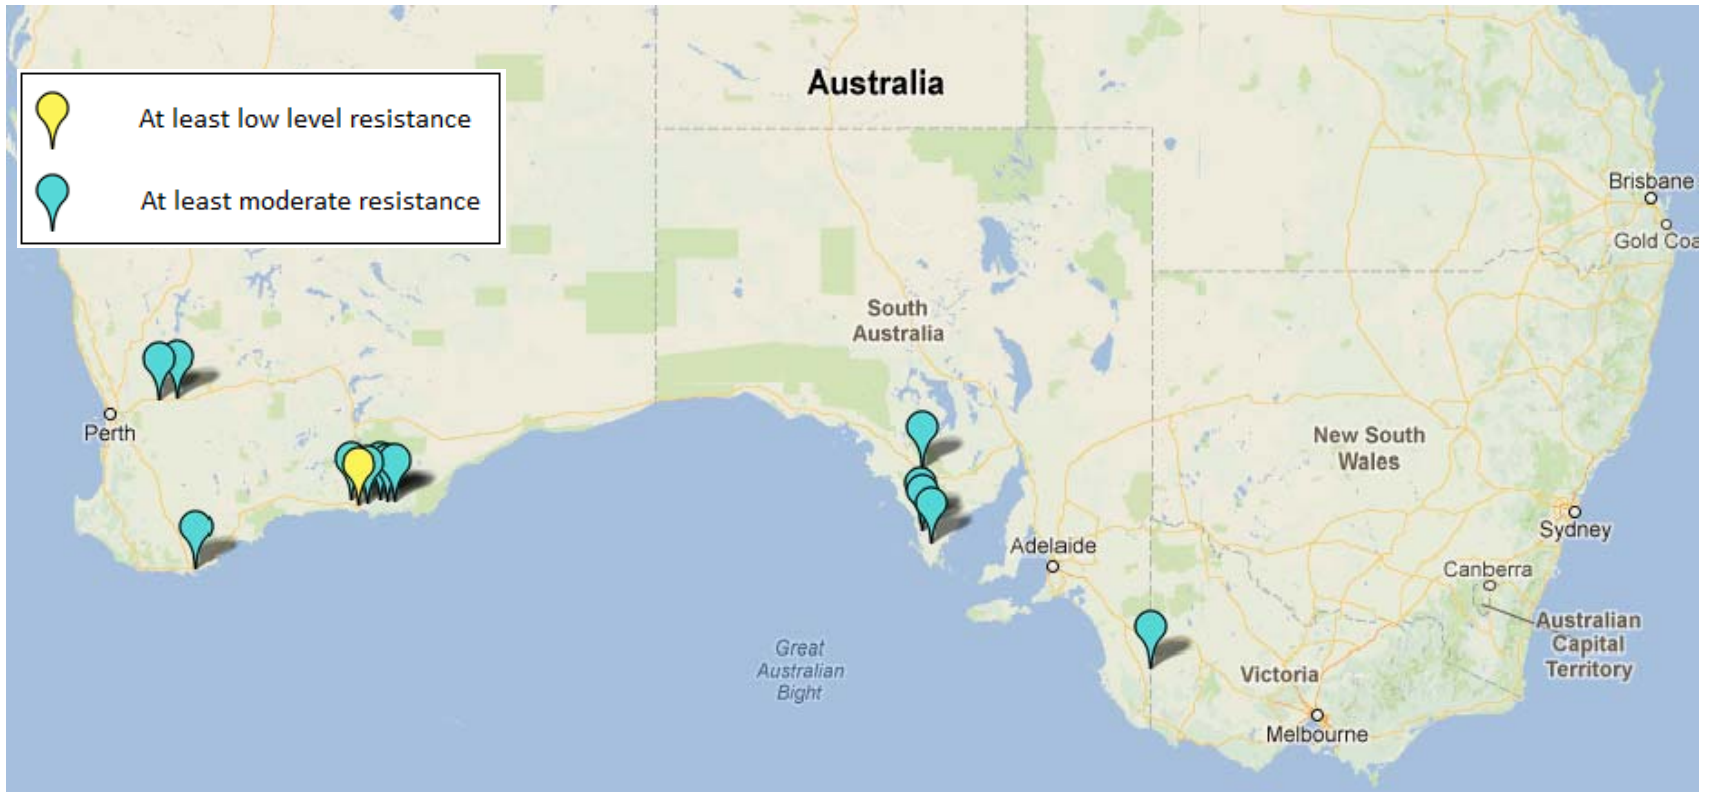 Australia
At least low level resistance
At least moderate resistance
Brisbane
Gold Coa
South
Australia
Perth
New South
Wales
Sydney
Adelaide
Canberra
Australian
Capital
Territory
Great
Australian
Bight
Victoria
Melbourne